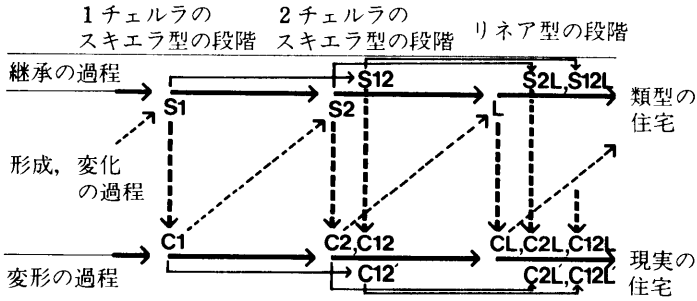 1チェルラの スキエラ型の段階
2チェルラの スキエラ型の段階
リネア型の段階
継承の過程
S12
S2L,S12L
S1
S2
L
類型の
住宅
形成，変化
の過程
C1
C2,C12
CL,C2L,C12L
変形の過程
C12′
C2L′,C12L′
現実の
住宅